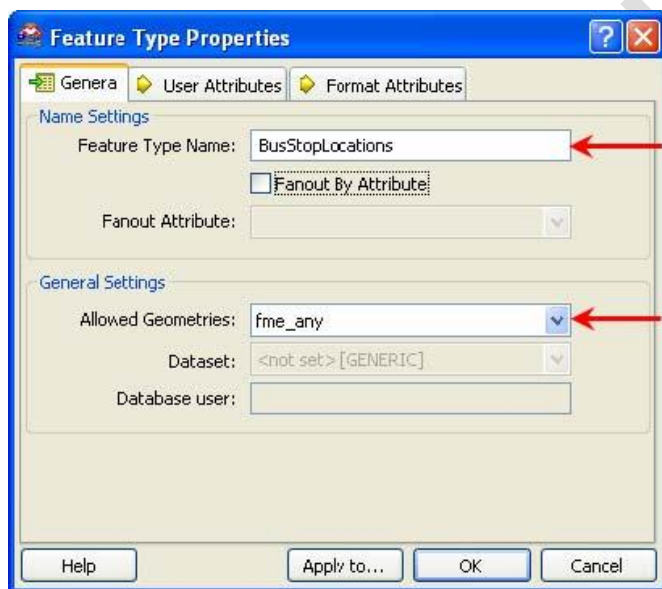 Feature Type Properties
Genera User Attributes Format Attributes
Name Settings
Feature Type Name: BusStopLocations
Fanout By Attribute
Fanout Attribute:
General Settings
Allowed Geometries: fme_any
Dataset: <not set> [GENERIC]
Database user:
Help Apply to... OK Cancel